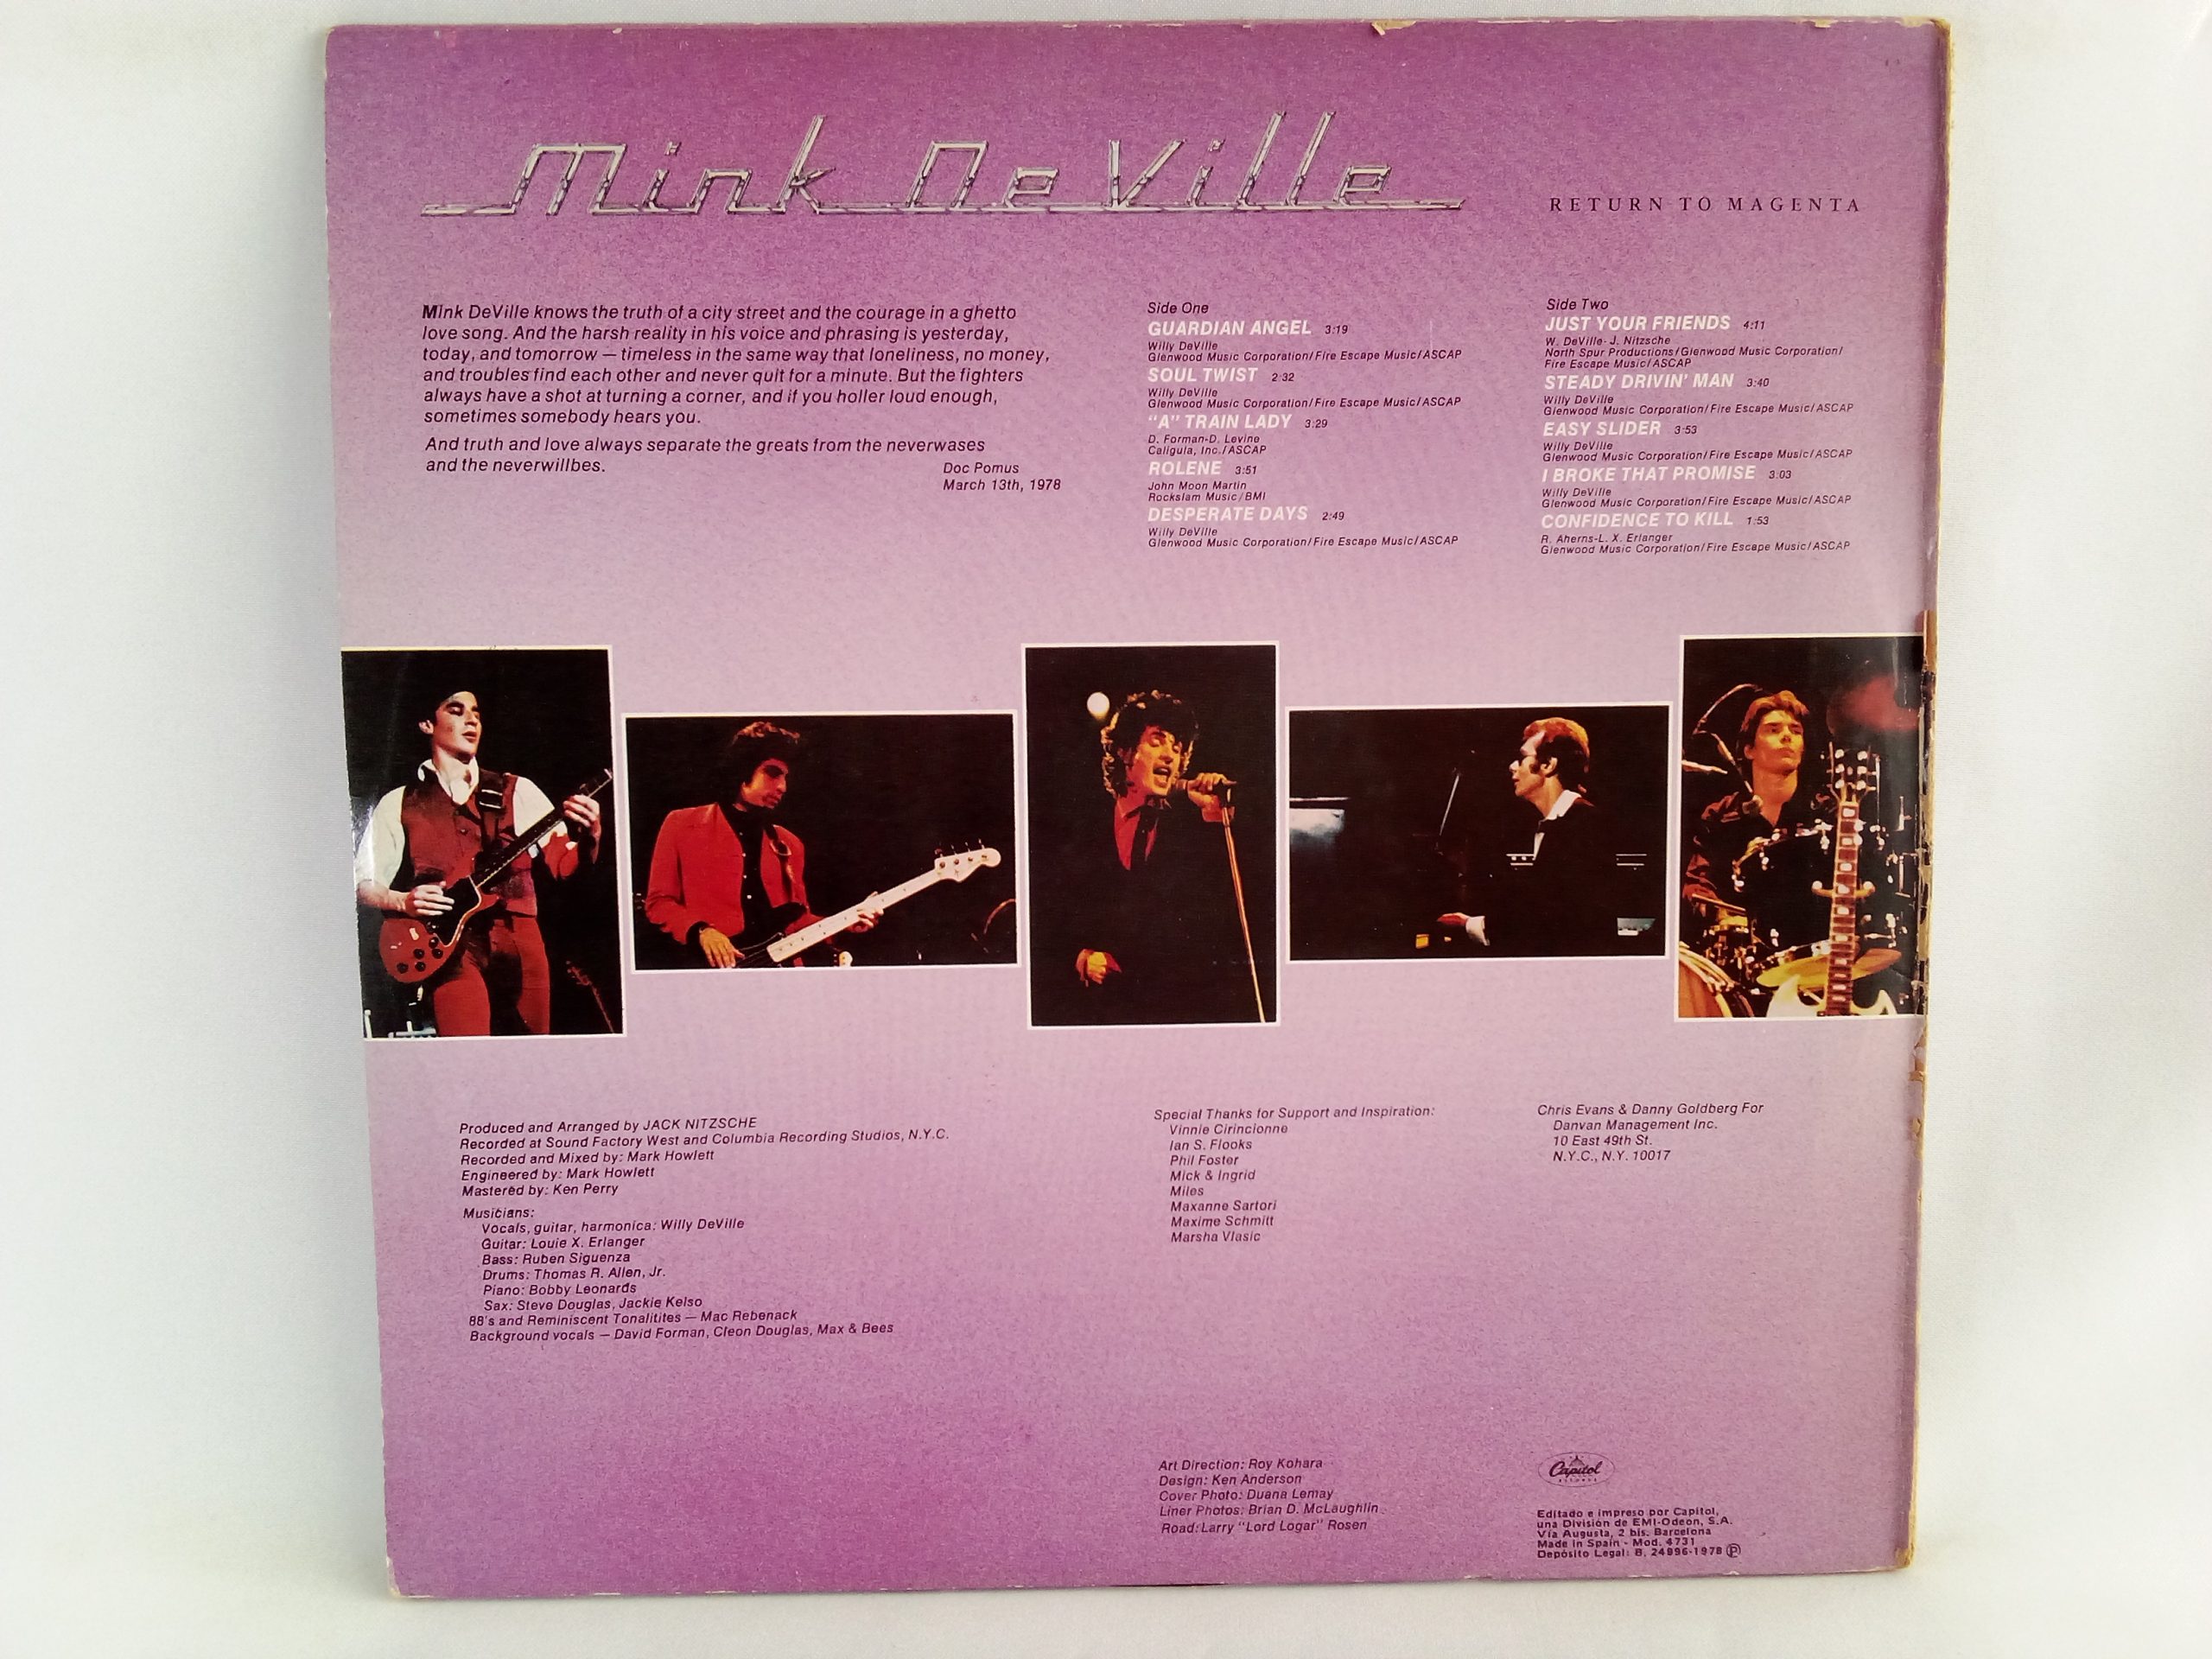 Mink DeVille
RETURN TO MAGENTA
Mink DeVille knows the truth of a city street and the courage in a ghetto
love song. And the harsh reality in his voice and phrasing is yesterday,
today, and tomorrow — timeless in the same way that loneliness, no money,
and troubles find each other and never quit for a minute. But the fighters
always have a shot at turning a corner, and if you holler loud enough,
sometimes somebody hears you.
And truth and love always separate the greats from the neverwases
and the neverwillbes.
Doc Pomus
March 13th, 1978
Side One
GUARDIAN ANGEL 3:19
Willy DeVille
Glenwood Music Corporation/Fire Escape Music/ASCAP
SOUL TWIST 2:32
Willy DeVille
Glenwood Music Corporation/Fire Escape Music/ASCAP
"A" TRAIN LADY 3:29
D. Forman-D. Levine
Caligula, Inc./ASCAP
ROLENE 3:51
John Moon Martin
Rockslam Music/BMI
DESPERATE DAYS 2:49
Willy DeVille
Glenwood Music Corporation/Fire Escape Music/ASCAP
Side Two
JUST YOUR FRIENDS 4:11
W. DeVille-J. Nitzsche
North Spur Productions/Glenwood Music Corporation/
Fire Escape Music/ASCAP
STEADY DRIVIN' MAN 3:40
Willy DeVille
Glenwood Music Corporation/Fire Escape Music/ASCAP
EASY SLIDER 3:53
Willy DeVille
Glenwood Music Corporation/Fire Escape Music/ASCAP
I BROKE THAT PROMISE 3:03
Willy DeVille
Glenwood Music Corporation/Fire Escape Music/ASCAP
CONFIDENCE TO KILL 1:53
R. Aherns-L. X. Erlanger
Glenwood Music Corporation/Fire Escape Music/ASCAP
Produced and Arranged by JACK NITZSCHE
Recorded at Sound Factory West and Columbia Recording Studios, N.Y.C.
Recorded and Mixed by: Mark Howlett
Engineered by: Mark Howlett
Mastered by: Ken Perry
Musicians:
Vocals, guitar, harmonica: Willy DeVille
Guitar: Louie X. Erlanger
Bass: Ruben Siguenza
Drums: Thomas R. Allen, Jr.
Piano: Bobby Leonards
Sax: Steve Douglas, Jackie Kelso
88's and Reminiscent Tonalitites — Mac Rebenack
Background vocals — David Forman, Cleon Douglas, Max & Bees
Special Thanks for Support and Inspiration:
Vinnie Cirincionne
Ian S. Flooks
Phil Foster
Mick & Ingrid
Miles
Maxanne Sartori
Maxime Schmitt
Marsha Vlasic
Chris Evans & Danny Goldberg For
Danvan Management Inc.
10 East 49th St.
N.Y.C., N.Y. 10017
Art Direction: Roy Kohara
Design: Ken Anderson
Cover Photo: Duana Lemay
Liner Photos: Brian D. McLaughlin
Road: Larry "Lord Logar" Rosen
Capitol
RECORDS
Editado e impreso por Capitol,
una División de EMI-Odeon, S.A.
Vía Augusta, 2 bis. Barcelona
Made In Spain - Mod. 4731
Depósito Legal: B. 24996-1978 Ⓟ